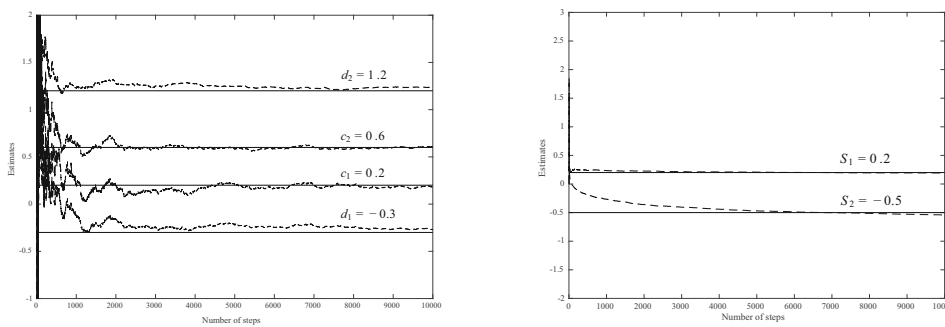 2
1.5
1
0.5
0
-0.5
-1
Estimates
d₂ = 1.2
c₂ = 0.6
c₁ = 0.2
d₁ = −0.3
0 1000 2000 3000 4000 5000 6000 7000 8000 9000 10000
Number of steps
3
2.5
2
1.5
1
0.5
0
-0.5
-1
-1.5
-2
Estimates
S₁ = 0.2
S₂ = −0.5
0 1000 2000 3000 4000 5000 6000 7000 8000 9000 10000
Number of steps